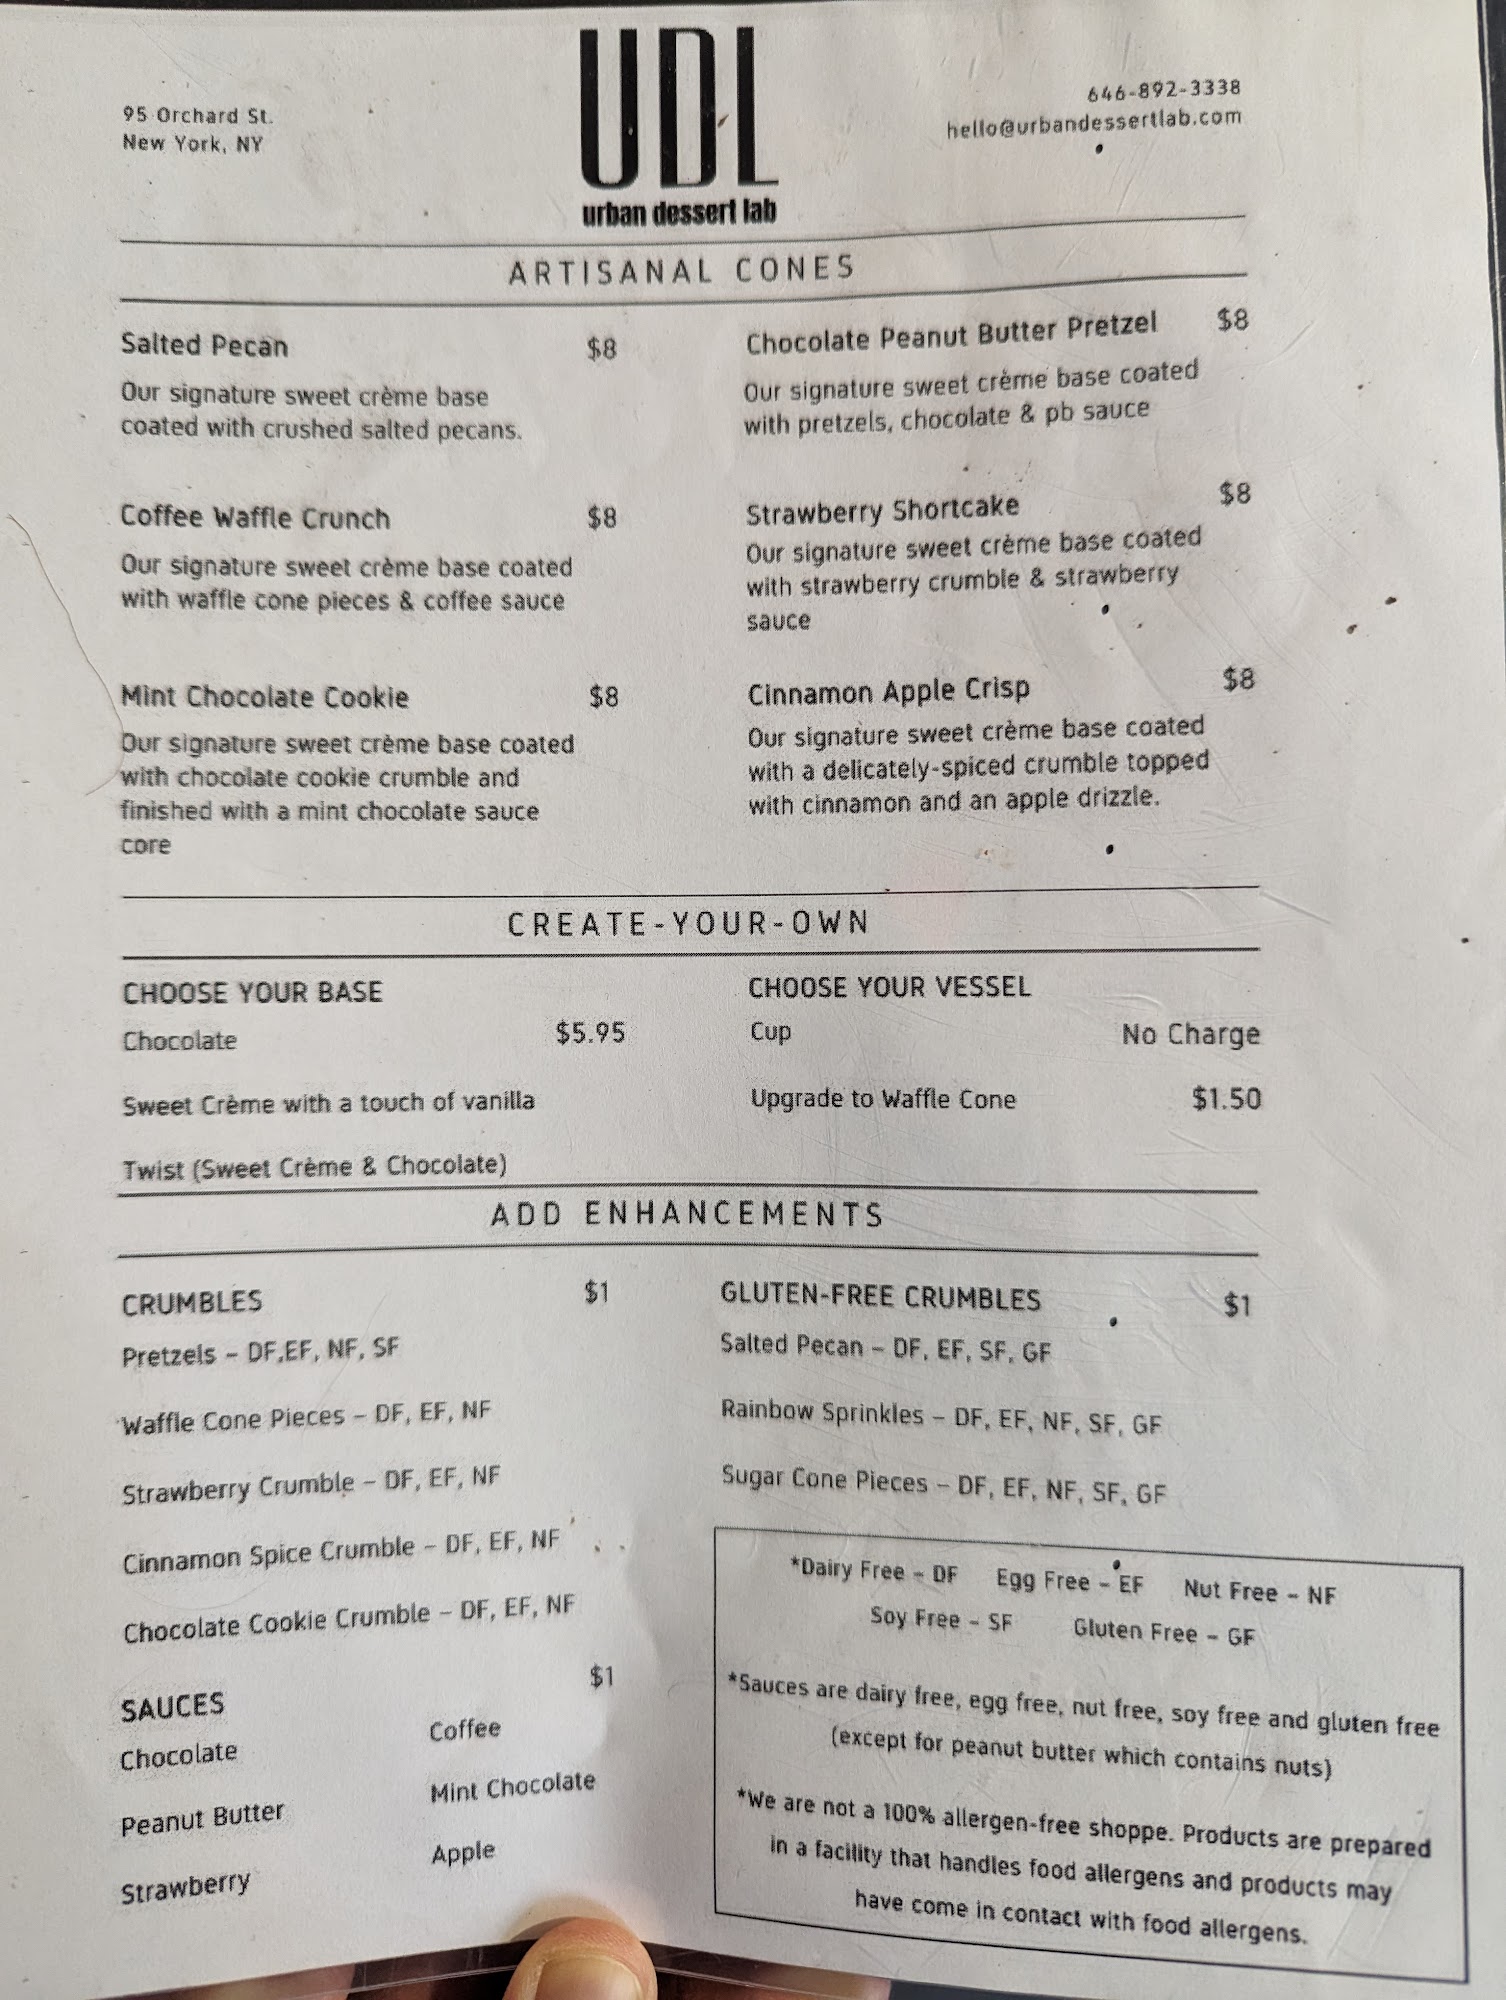 95 Orchard St.
New York, NY
UDL
urban dessert lab
646-892-3338
hello@urbandessertlab.com
ARTISANAL CONES
Salted Pecan $8
Our signature sweet crème base
coated with crushed salted pecans.
Chocolate Peanut Butter Pretzel $8
Our signature sweet crème base coated
with pretzels, chocolate & pb sauce
Coffee Waffle Crunch $8
Our signature sweet crème base coated
with waffle cone pieces & coffee sauce
Strawberry Shortcake $8
Our signature sweet crème base coated
with strawberry crumble & strawberry
sauce
Mint Chocolate Cookie $8
Our signature sweet crème base coated
with chocolate cookie crumble and
finished with a mint chocolate sauce
core
Cinnamon Apple Crisp $8
Our signature sweet crème base coated
with a delicately-spiced crumble topped
with cinnamon and an apple drizzle.
CREATE-YOUR-OWN
CHOOSE YOUR BASE
Chocolate $5.95
Sweet Crème with a touch of vanilla
Twist (Sweet Crème & Chocolate)
CHOOSE YOUR VESSEL
Cup No Charge
Upgrade to Waffle Cone $1.50
ADD ENHANCEMENTS
CRUMBLES $1
Pretzels – DF,EF, NF, SF
Waffle Cone Pieces – DF, EF, NF
Strawberry Crumble – DF, EF, NF
Cinnamon Spice Crumble – DF, EF, NF
Chocolate Cookie Crumble – DF, EF, NF
SAUCES $1
Chocolate
Peanut Butter
Strawberry
Coffee
Mint Chocolate
Apple
GLUTEN-FREE CRUMBLES $1
Salted Pecan – DF, EF, SF, GF
Rainbow Sprinkles – DF, EF, NF, SF, GF
Sugar Cone Pieces – DF, EF, NF, SF, GF
*Dairy Free – DF Egg Free – EF Nut Free – NF
Soy Free – SF Gluten Free – GF
*Sauces are dairy free, egg free, nut free, soy free and gluten free
(except for peanut butter which contains nuts)
*We are not a 100% allergen-free shoppe. Products are prepared
in a facility that handles food allergens and products may
have come in contact with food allergens.